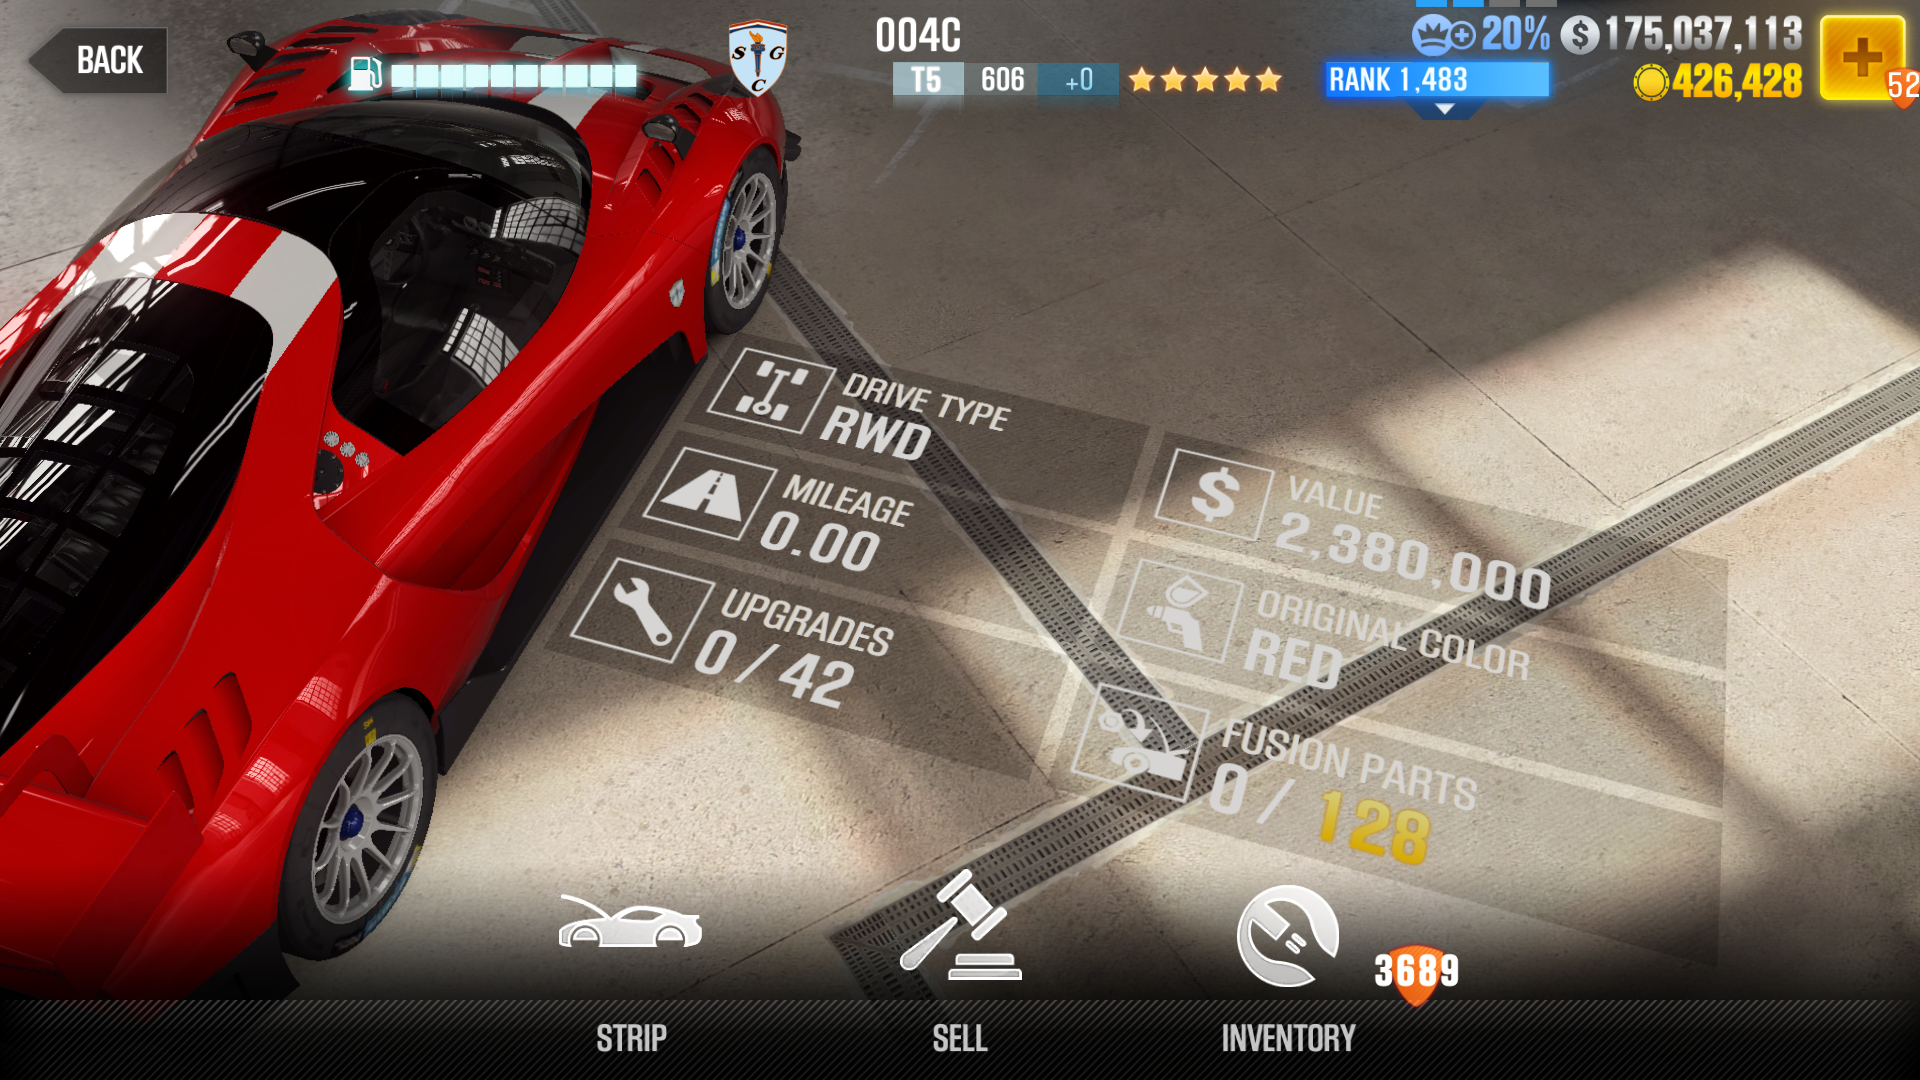 BACK
S G
C
004C
T5 606 +0
20%
175,037,113
RANK 1,483
426,428
52
DRIVE TYPE
RWD
MILEAGE
0.00
UPGRADES
0 / 42
VALUE
2,380,000
ORIGINAL COLOR
RED
FUSION PARTS
0 / 128
3689
STRIP
SELL
INVENTORY